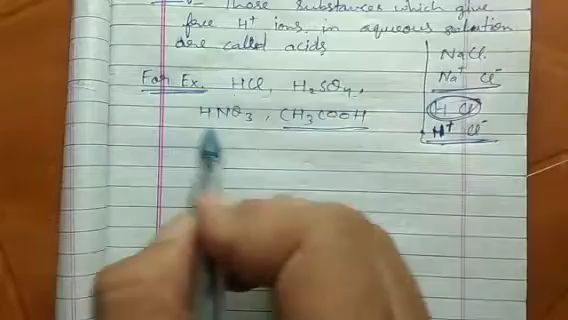 Those substances which give
free H+ ions in aqueous solution
are called acids
For Ex. HCl, H2SO4,
HNO3, CH3COOH
NaCl
Na+ Cl-
H Cl
H+ Cl-